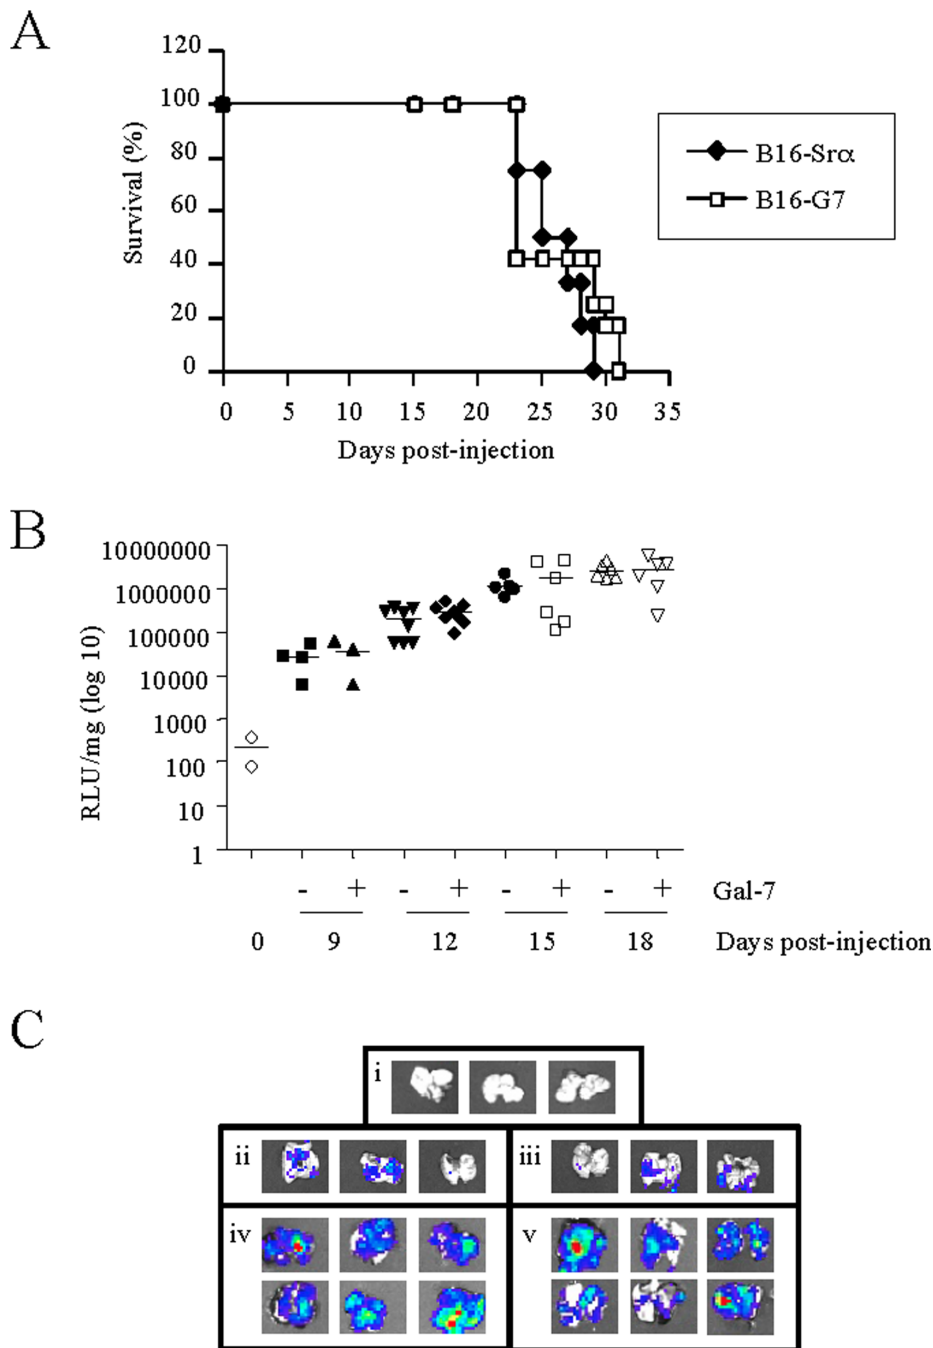 A
120
100
80
60
40
20
0
Survival (%)
0 5 10 15 20 25 30 35
Days post-injection
B16-Srα
B16-G7
B
10000000
1000000
100000
10000
1000
100
10
1
RLU/mg (log 10)
- + - + - + - + Gal-7
0 9 12 15 18 Days post-injection
C
i
ii iii
iv v